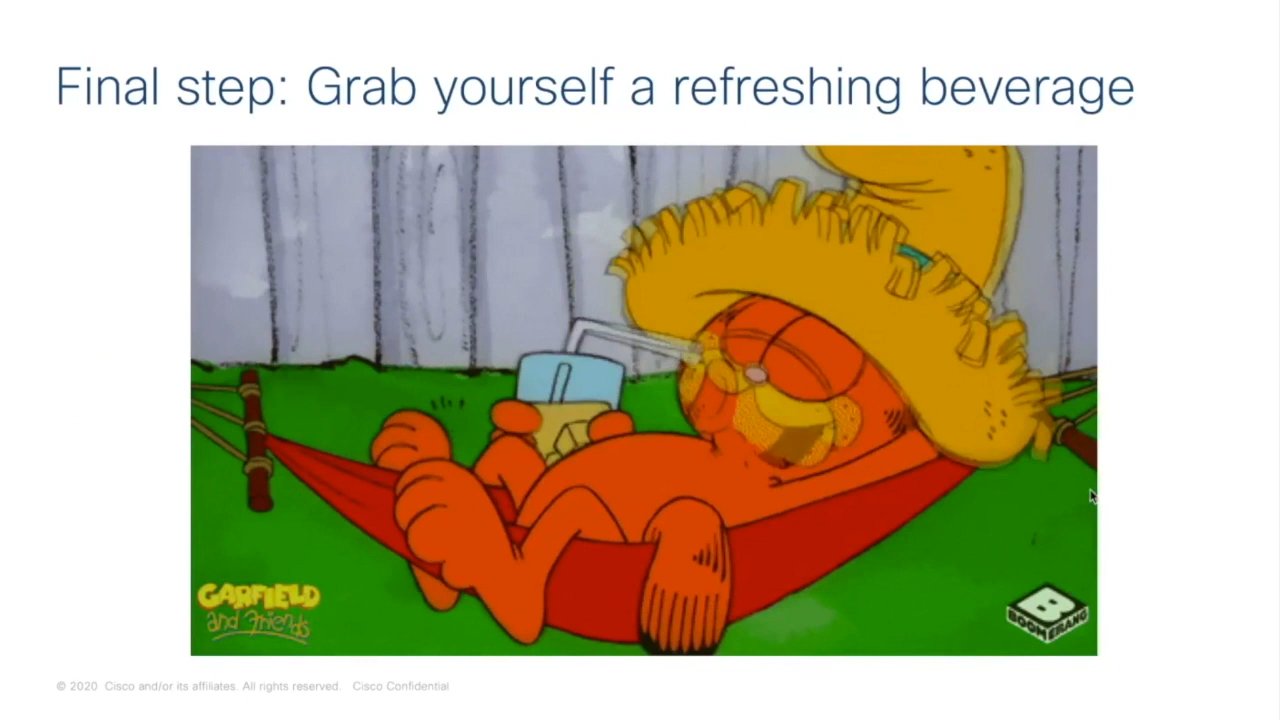 Final step: Grab yourself a refreshing beverage
GARFIELD
and Friends
BOOMERANG
© 2020 Cisco and/or its affiliates. All rights reserved. Cisco Confidential